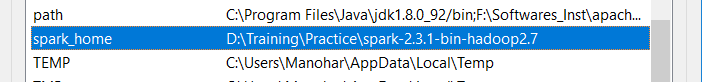 path C:\Program Files\Java\jdk1.8.0_92/bin;F:\Softwares_Inst\apach...
spark_home D:\Training\Practice\spark-2.3.1-bin-hadoop2.7
TEMP C:\Users\Manohar\AppData\Local\Temp